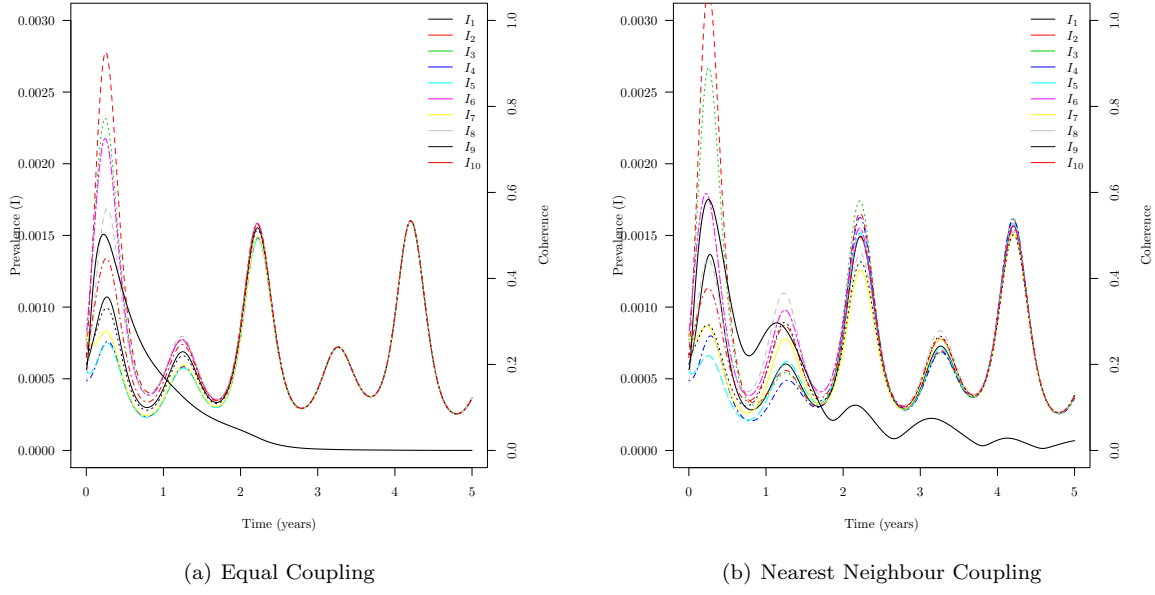 0.0030
0.0025
0.0020
0.0015
0.0010
0.0005
0.0000
Prevalance (I)
1.0
0.8
0.6
0.4
0.2
0.0
Coherence
I1
I2
I3
I4
I5
I6
I7
I8
I9
I10
0 1 2 3 4 5
Time (years)
(a) Equal Coupling
0.0030
0.0025
0.0020
0.0015
0.0010
0.0005
0.0000
Prevalance (I)
1.0
0.8
0.6
0.4
0.2
0.0
Coherence
I1
I2
I3
I4
I5
I6
I7
I8
I9
I10
0 1 2 3 4 5
Time (years)
(b) Nearest Neighbour Coupling